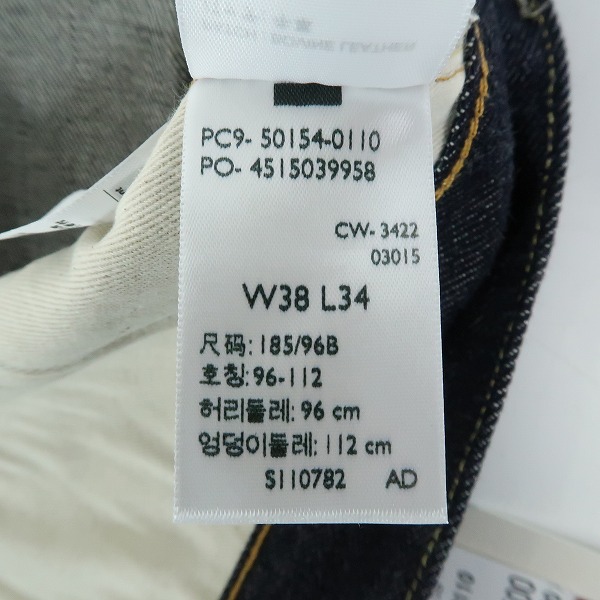 PC9- 50154-0110
PO- 4515039958
CW- 3422
03015
W38 L34
尺码: 185/96B
호칭: 96-112
허리둘레: 96 cm
엉덩이둘레: 112 cm
S110782 AD